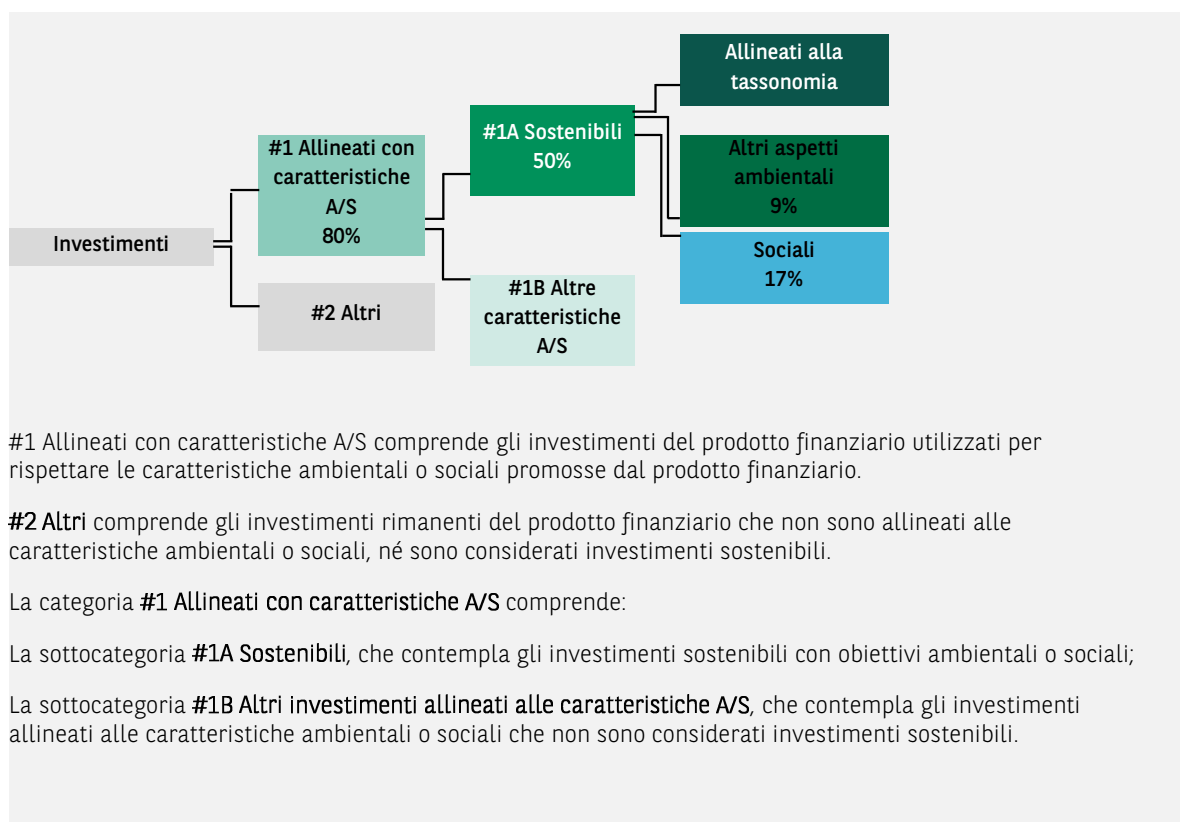 Allineati alla
tassonomia
#1A Sostenibili
50%
#1 Allineati con
caratteristiche
A/S
80%
Altri aspetti
ambientali
9%
Investimenti
Sociali
17%
#2 Altri
#1B Altre
caratteristiche
A/S
#1 Allineati con caratteristiche A/S comprende gli investimenti del prodotto finanziario utilizzati per
rispettare le caratteristiche ambientali o sociali promosse dal prodotto finanziario.
#2 Altri comprende gli investimenti rimanenti del prodotto finanziario che non sono allineati alle
caratteristiche ambientali o sociali, né sono considerati investimenti sostenibili.
La categoria #1 Allineati con caratteristiche A/S comprende:
La sottocategoria #1A Sostenibili, che contempla gli investimenti sostenibili con obiettivi ambientali o sociali;
La sottocategoria #1B Altri investimenti allineati alle caratteristiche A/S, che contempla gli investimenti
allineati alle caratteristiche ambientali o sociali che non sono considerati investimenti sostenibili.